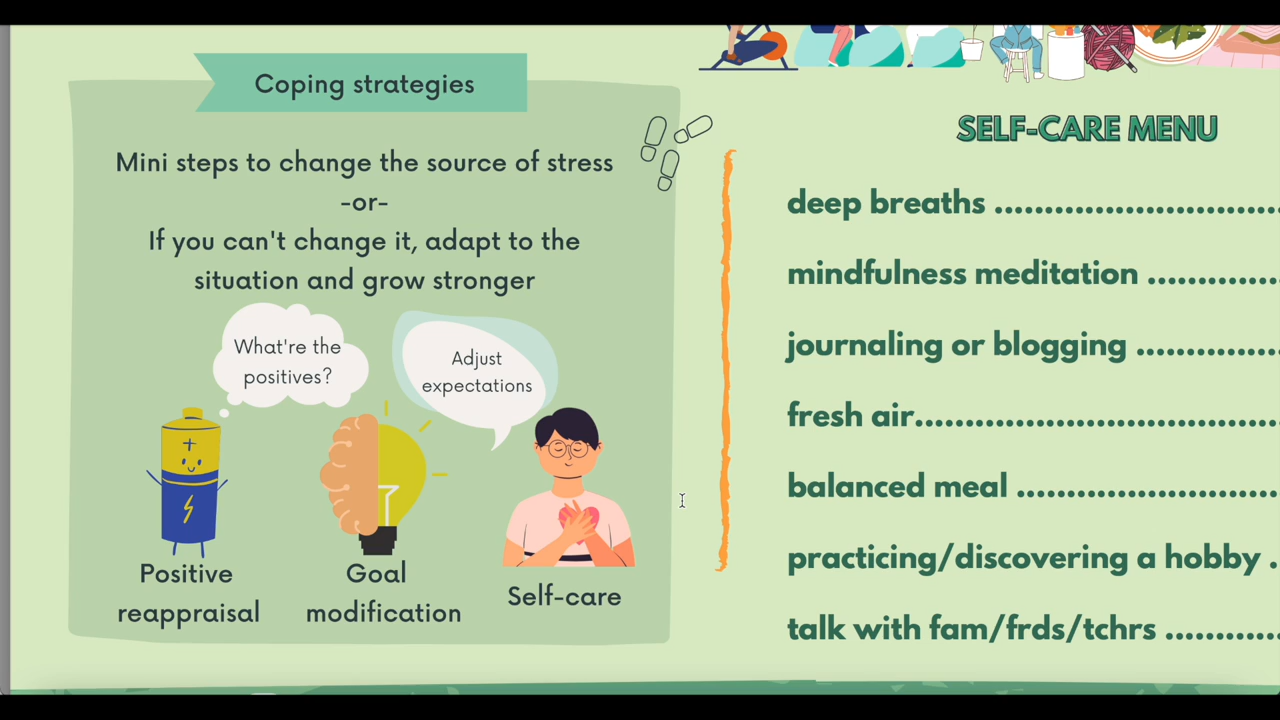 Coping strategies
Mini steps to change the source of stress
-or-
If you can't change it, adapt to the
situation and grow stronger
What're the
positives?
Adjust
expectations
Positive
reappraisal
Goal
modification
Self-care
SELF-CARE MENU
deep breaths .............................
mindfulness meditation .............
journaling or blogging ..............
fresh air....................................
balanced meal ..........................
practicing/discovering a hobby .
talk with fam/frds/tchrs ...........